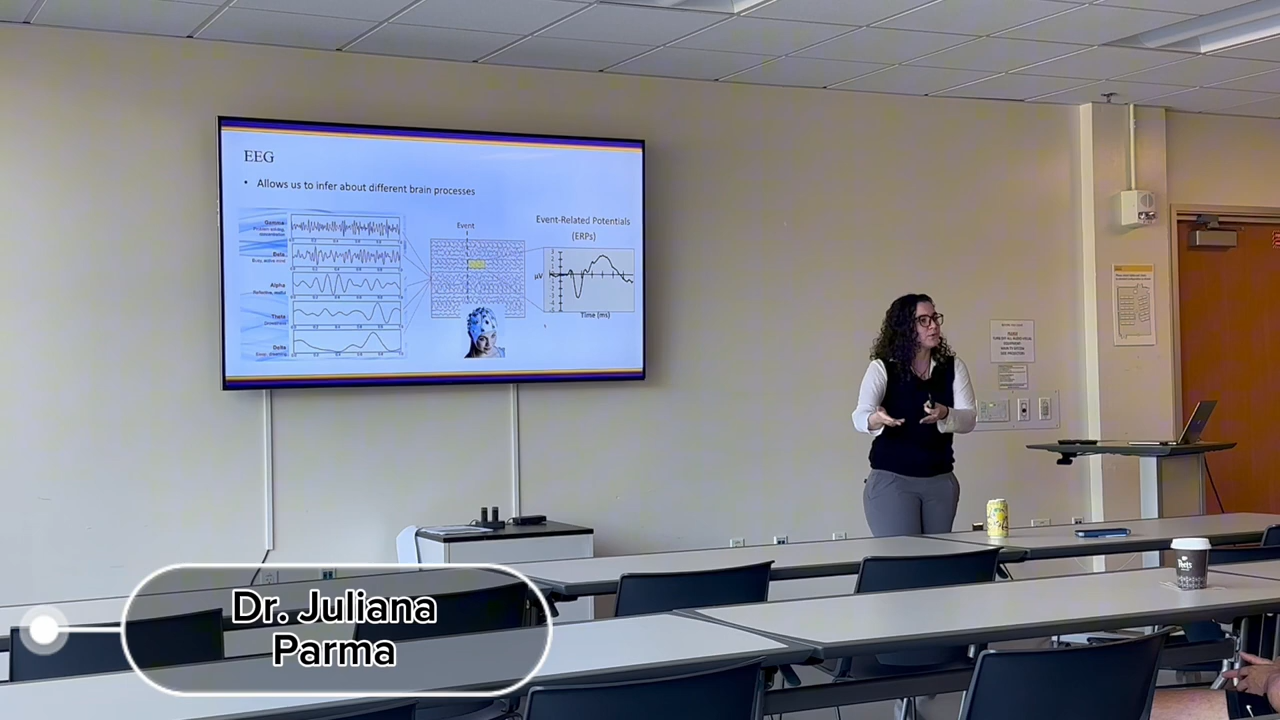 EEG
• Allows us to infer about different brain processes
Gamma
Beta
Alpha
Theta
Delta
Event
Event-Related Potentials
(ERPs)
μV
Time (ms)
Peet's
Dr. Juliana
Parma